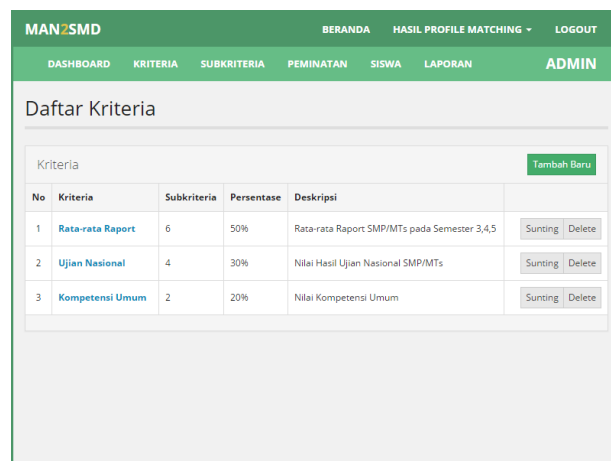 MAN2SMD BERANDA HASIL PROFILE MATCHING LOGOUT
DASHBOARD KRITERIA SUBKRITERIA PEMINATAN SISWA LAPORAN ADMIN
Daftar Kriteria
Kriteria Tambah Baru
No Kriteria Subkriteria Persentase Deskripsi
1 Rata-rata Raport 6 50% Rata-rata Raport SMP/MTs pada Semester 3,4,5 Sunting Delete
2 Ujian Nasional 4 30% Nilai Hasil Ujian Nasional SMP/MTs Sunting Delete
3 Kompetensi Umum 2 20% Nilai Kompetensi Umum Sunting Delete